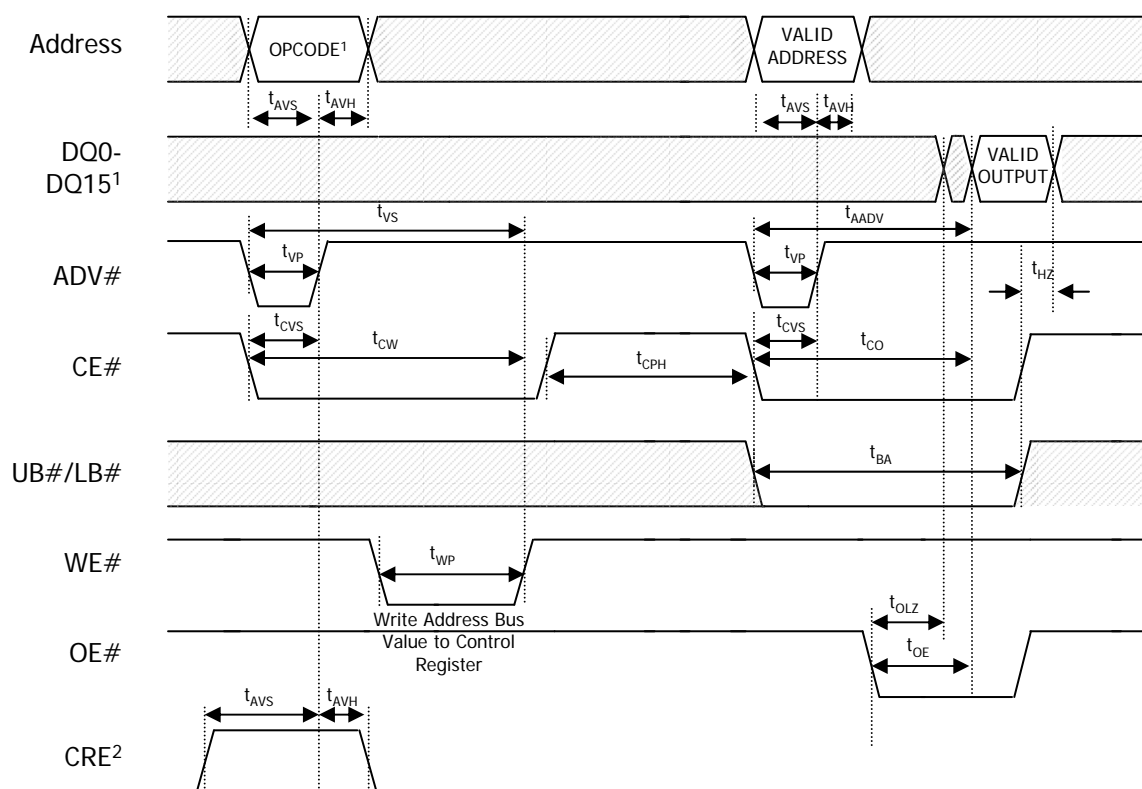 Address
OPCODE1
VALID
ADDRESS
tAVS
tAVH
tAVS
tAVH
DQ0-
DQ151
VALID
OUTPUT
tVS
tAADV
ADV#
tVP
tVP
tHZ
CE#
tCVS
tCW
tCPH
tCVS
tCO
UB#/LB#
tBA
WE#
tWP
Write Address Bus
Value to Control
Register
OE#
tOLZ
tOE
tAVS
tAVH
CRE2